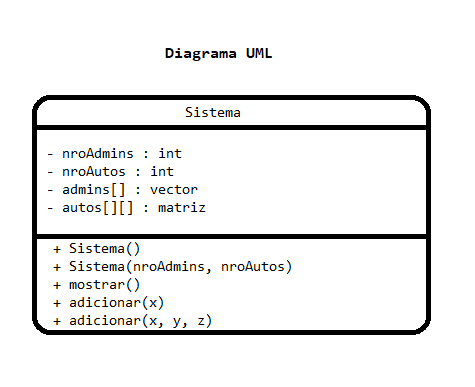 Diagrama UML
Sistema
- nroAdmins : int
- nroAutos : int
- admins[] : vector
- autos[][] : matriz
+ Sistema()
+ Sistema(nroAdmins, nroAutos)
+ mostrar()
+ adicionar(x)
+ adicionar(x, y, z)